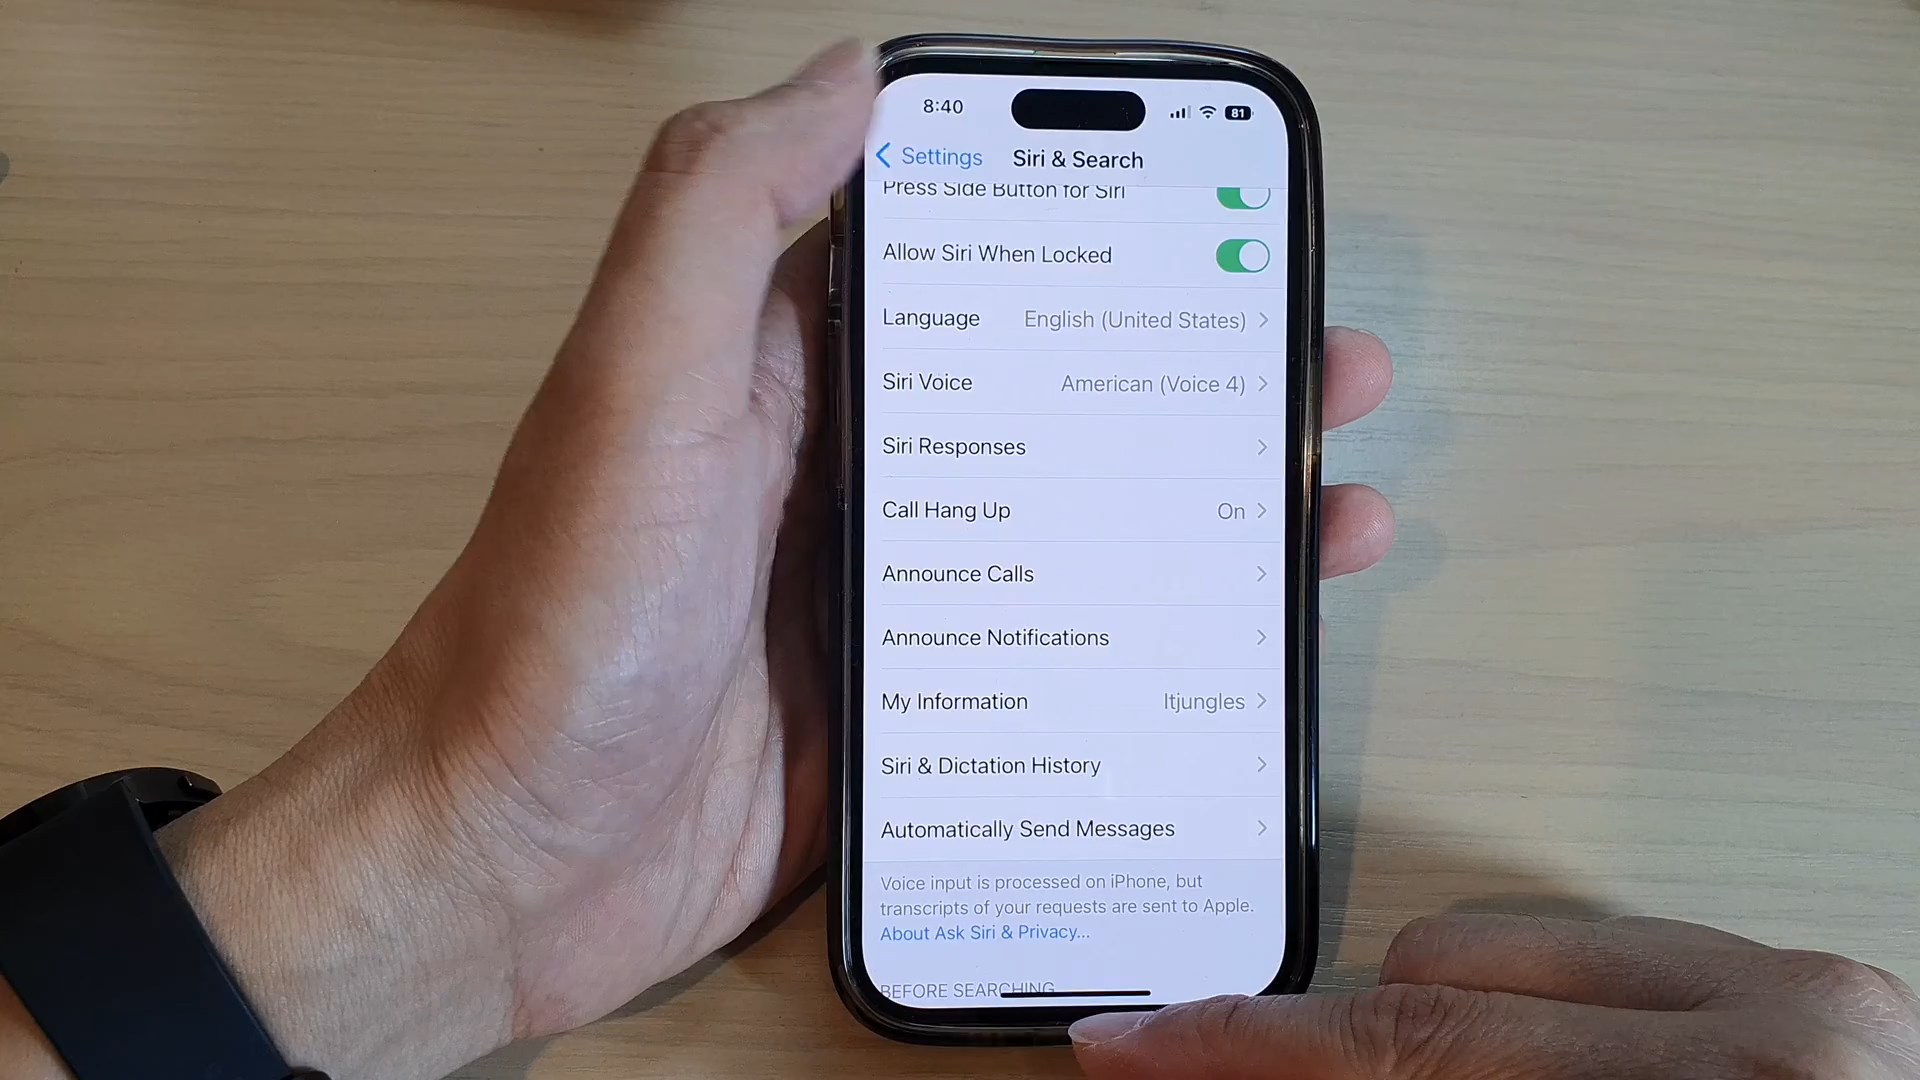 8:40
81
Settings
Siri & Search
Press Side Button for Siri
Allow Siri When Locked
Language English (United States)
Siri Voice American (Voice 4)
Siri Responses
Call Hang Up On
Announce Calls
Announce Notifications
My Information Itjungles
Siri & Dictation History
Automatically Send Messages
Voice input is processed on iPhone, but
transcripts of your requests are sent to Apple.
About Ask Siri & Privacy...
BEFORE SEARCHING